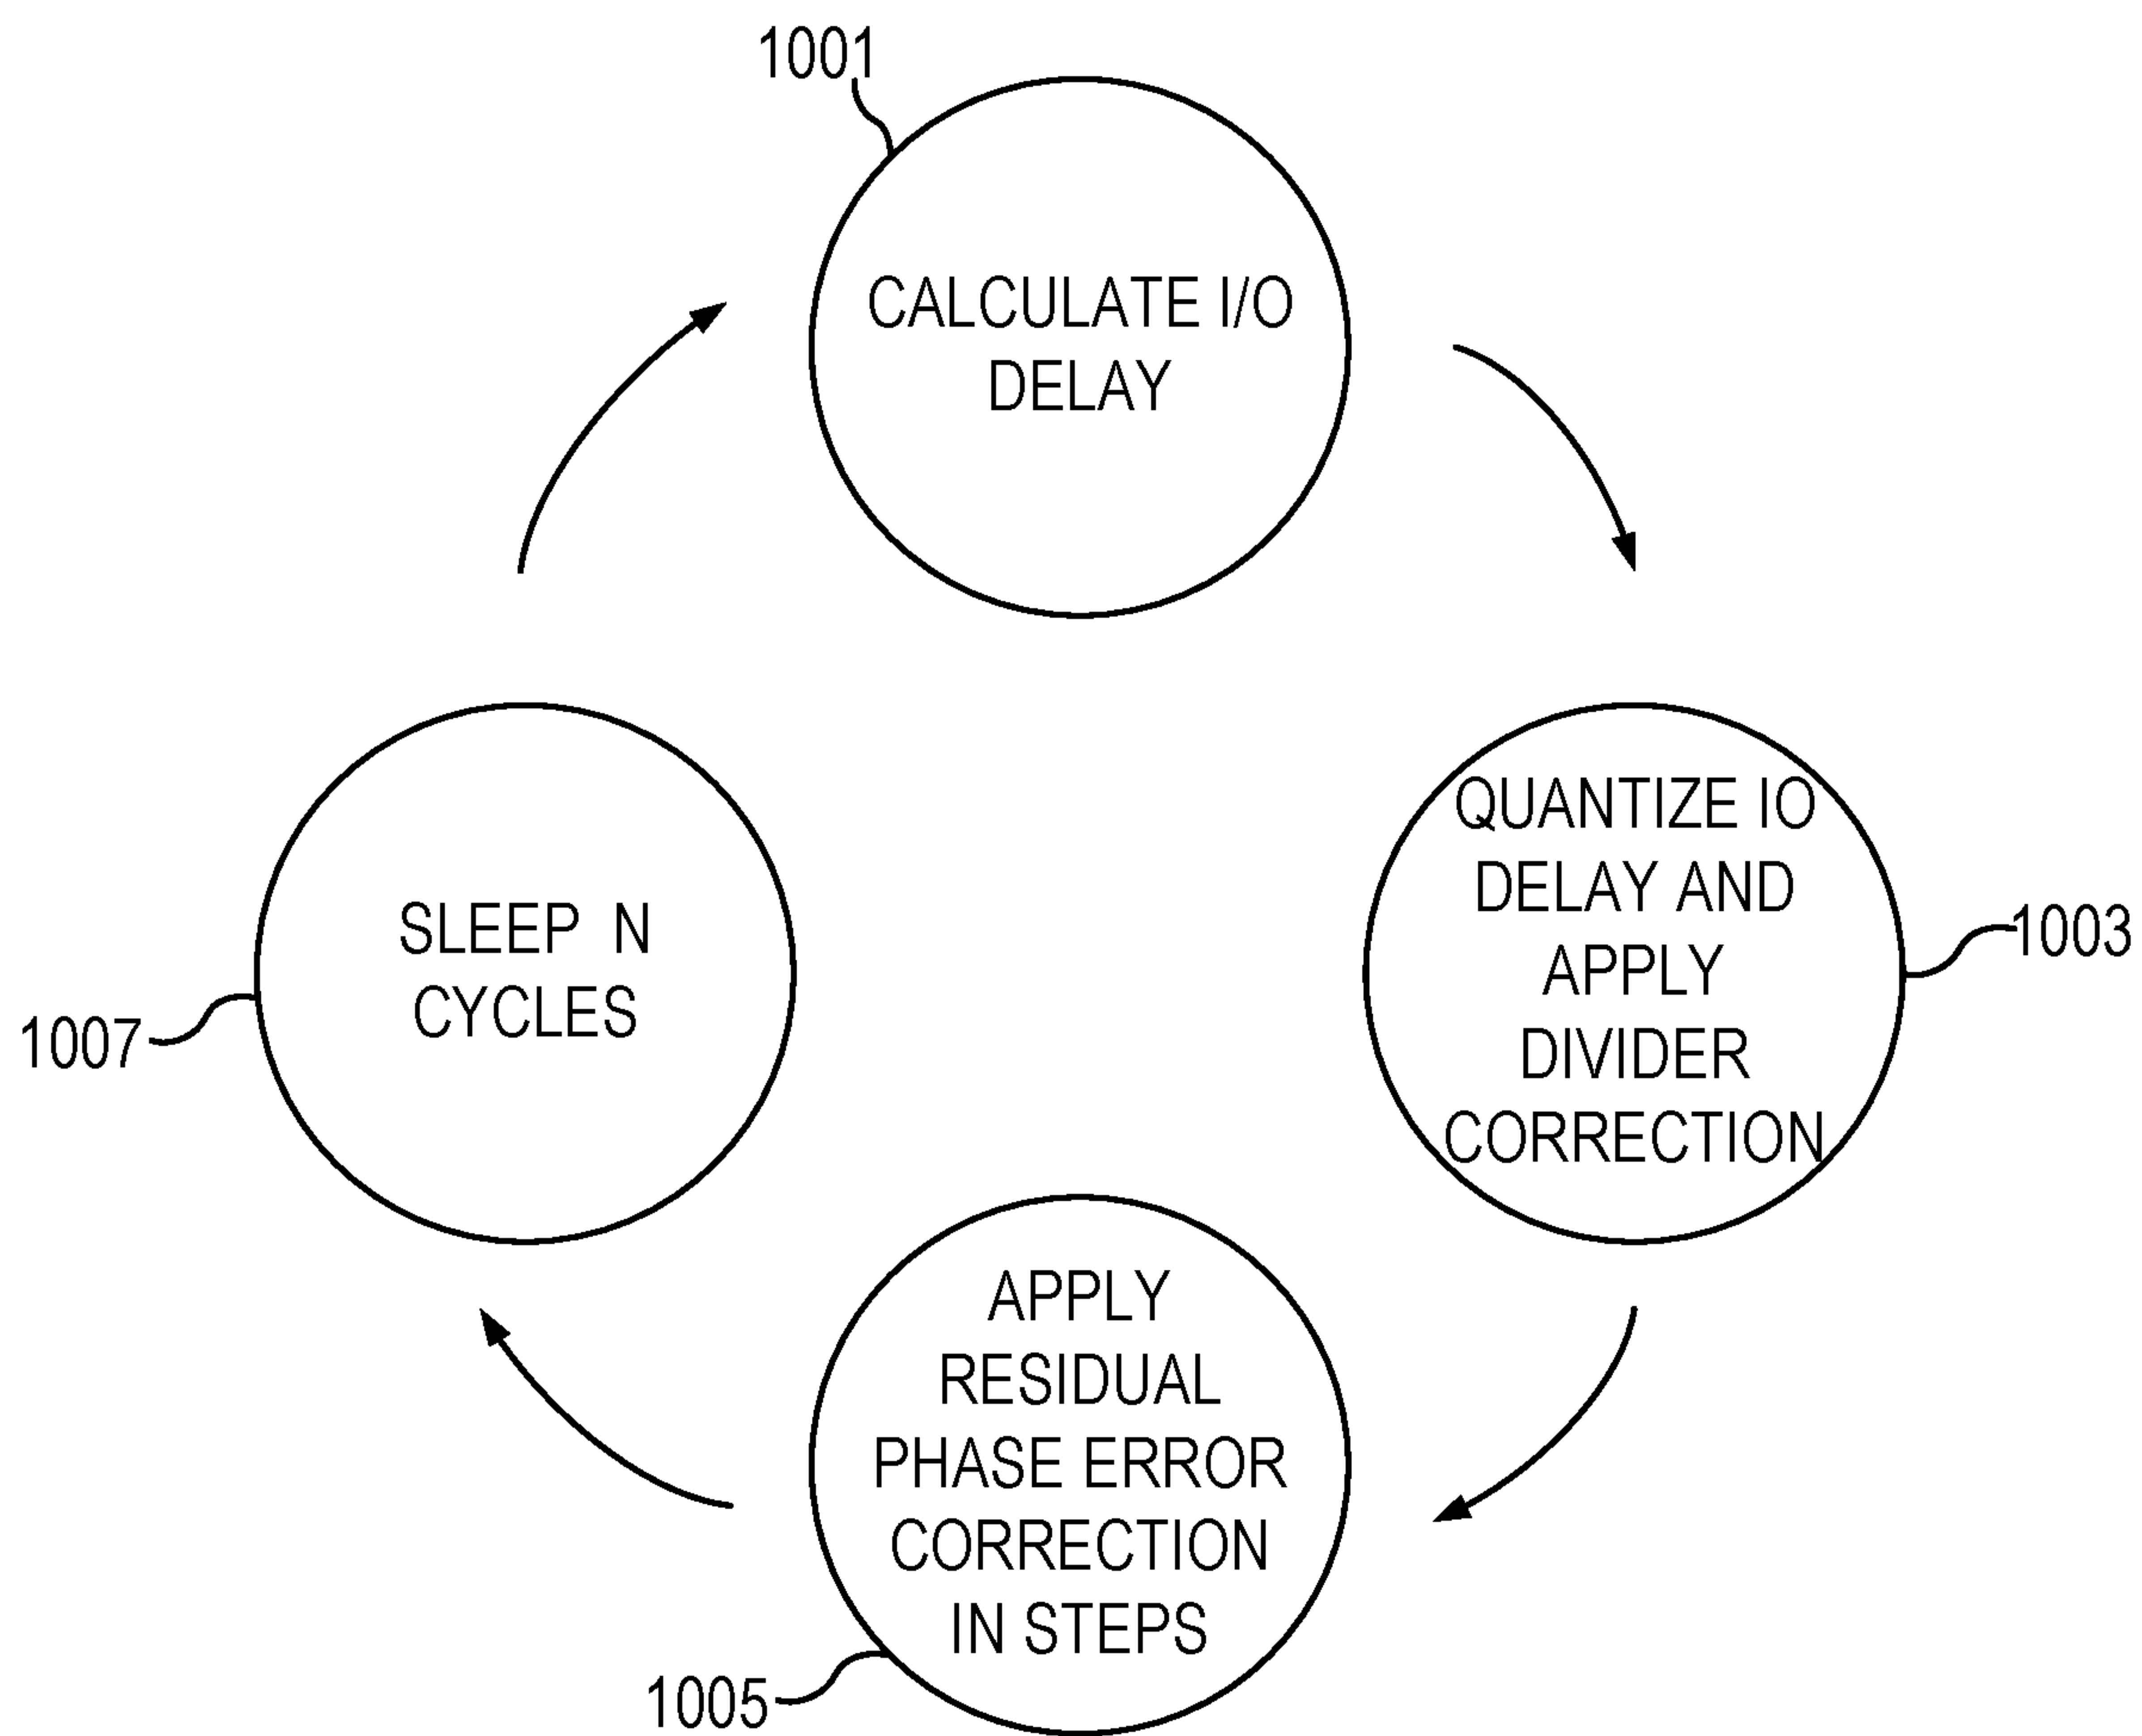 1001
CALCULATE I/O
DELAY
QUANTIZE IO
DELAY AND
APPLY
DIVIDER
CORRECTION
1003
APPLY
RESIDUAL
PHASE ERROR
CORRECTION
IN STEPS
1005
SLEEP N
CYCLES
1007